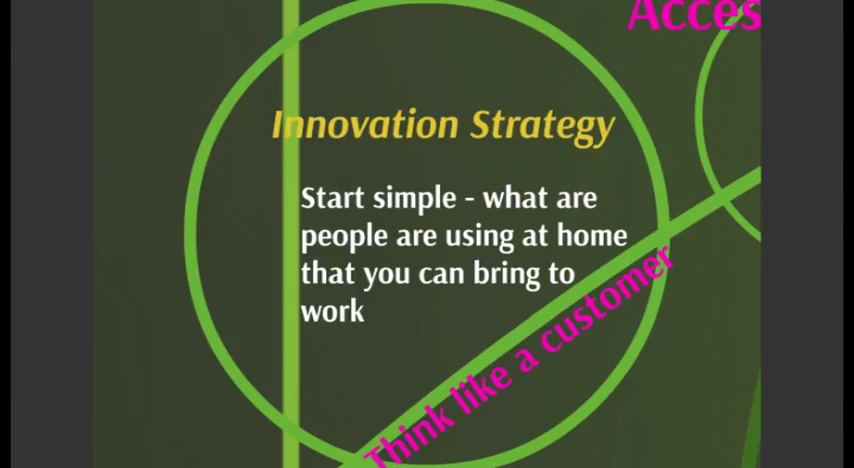 Acces
Innovation Strategy
Start simple - what are
people are using at home
that you can bring to
work
Think like a customer